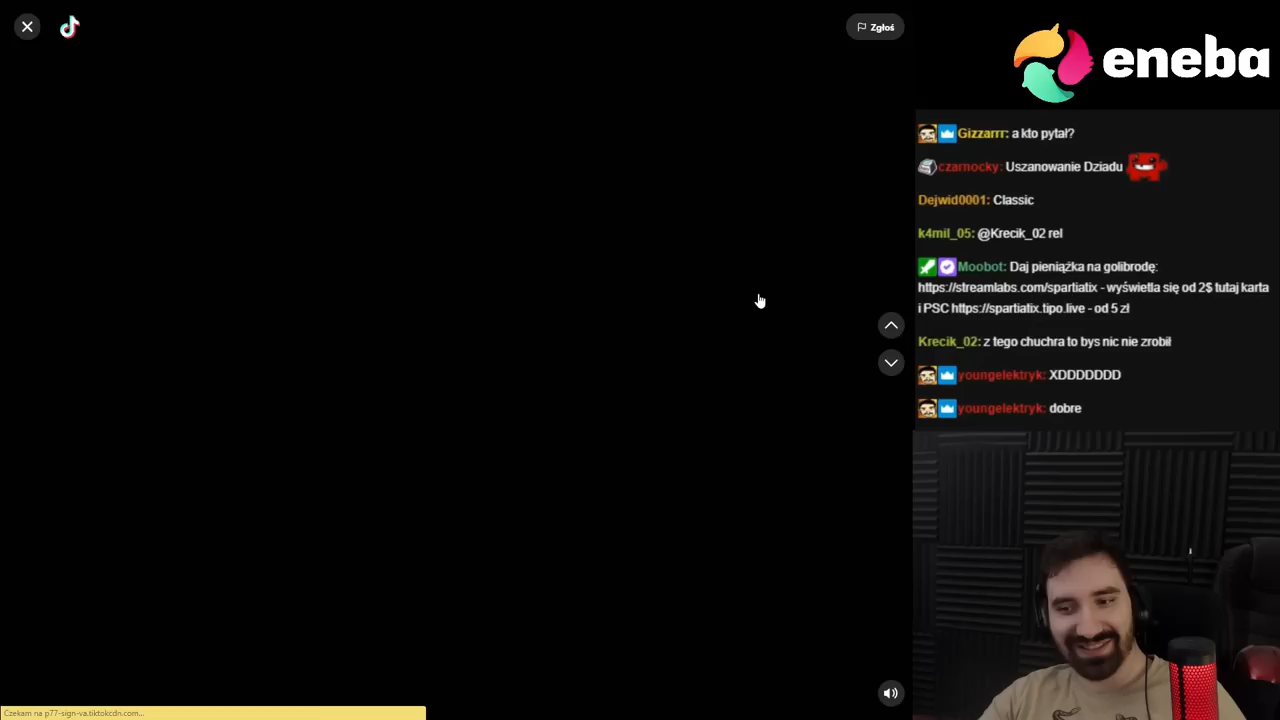 Zgłoś
eneba
Gizzarrr: a kto pytał?
czarnocky: Uszanowanie Dziadu
Dejwid0001: Classic
k4mil_05: @Krecik_02 rel
Moobot: Daj pieniążka na golibrodę:
https://streamlabs.com/spartiatix - wyświetla się od 2$ tutaj karta
i PSC https://spartiatix.tipo.live - od 5 zł
Krecik_02: z tego chuchra to bys nic nie zrobił
youngelektryk: XDDDDDDD
youngelektryk: dobre
Czekam na p77-sign-va.tiktokcdn.com...